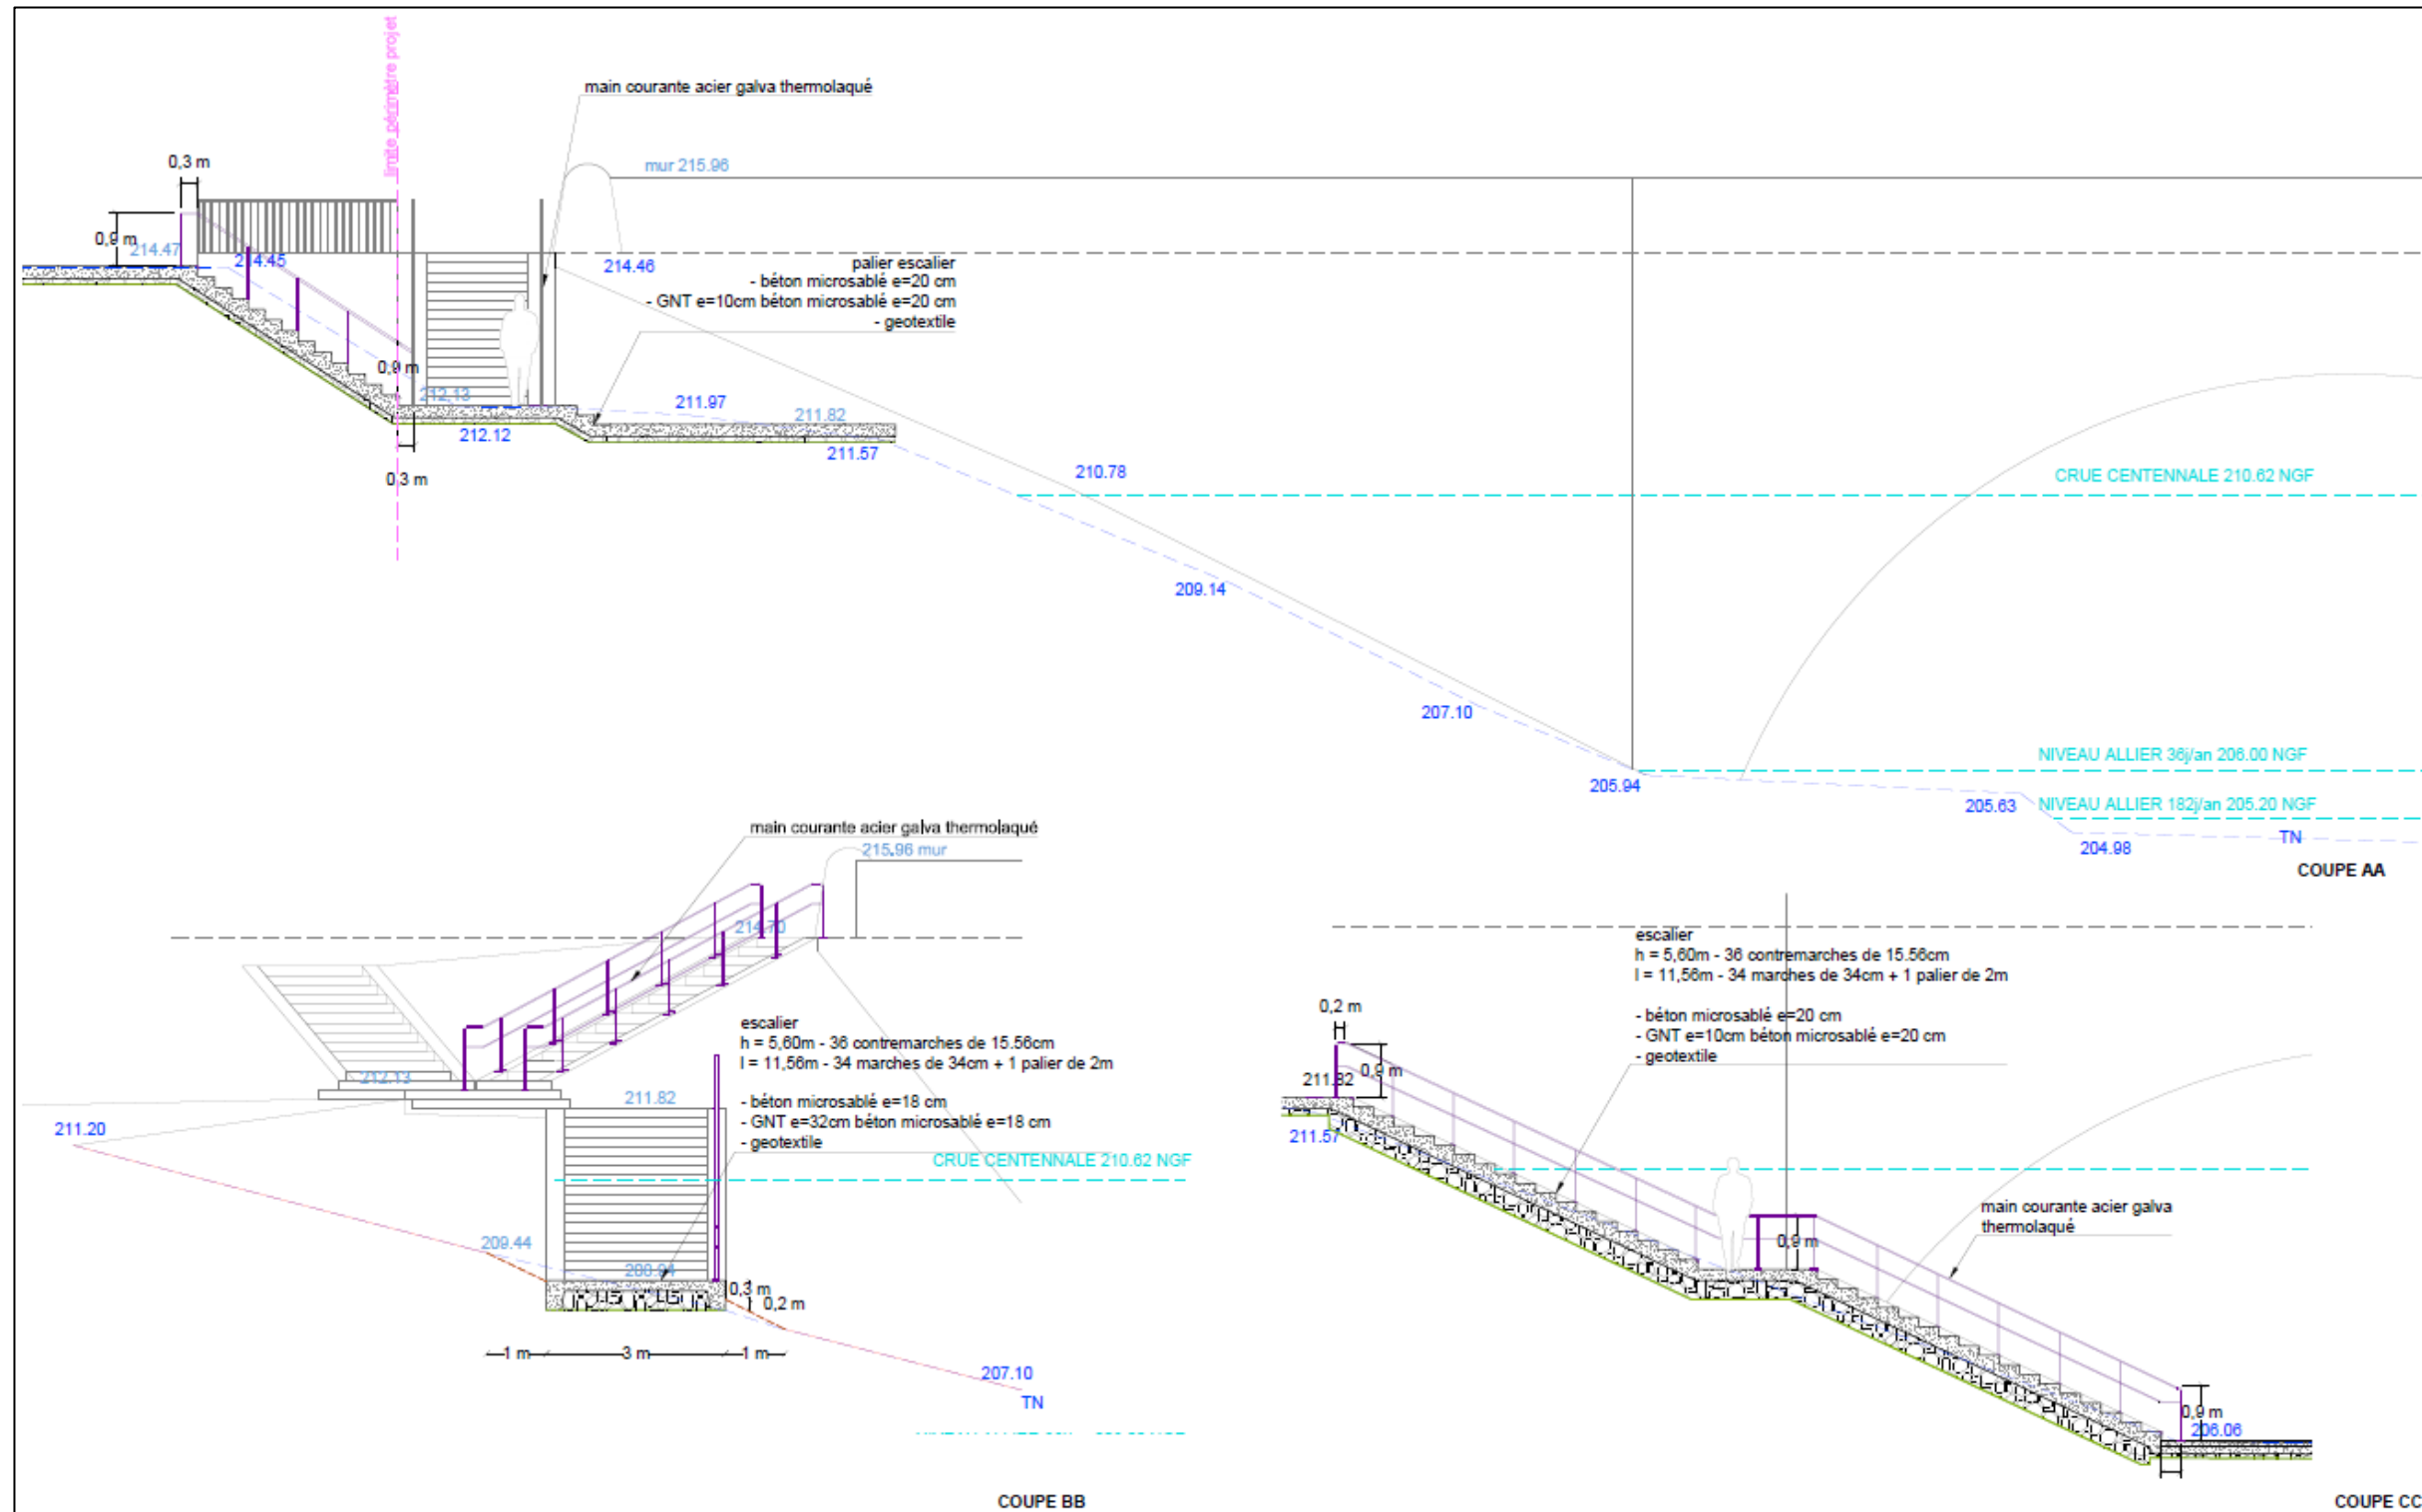 limite périmètre projet
main courante acier galva thermolaqué
0,3 m
mur 215.96
0,9 m
214.47
214.45
214.46
palier escalier
- béton microsablé e=20 cm
- GNT e=10cm béton microsablé e=20 cm
- geotextile
0,9 m
212,13
211.97
211.82
212.12
211.57
0,3 m
210.78
CRUE CENTENNALE 210.62 NGF
209.14
207.10
NIVEAU ALLIER 36j/an 206.00 NGF
205.94
205.63
NIVEAU ALLIER 182j/an 205.20 NGF
TN
204.98
COUPE AA
main courante acier galva thermolaqué
215.96 mur
214.70
escalier
h = 5,60m - 36 contremarches de 15.56cm
l = 11,56m - 34 marches de 34cm + 1 palier de 2m
- béton microsablé e=18 cm
- GNT e=32cm béton microsablé e=18 cm
- geotextile
212.13
211.82
211.20
CRUE CENTENNALE 210.62 NGF
209.44
0,3 m
0,2 m
1 m
3 m
1 m
207.10
TN
COUPE BB
escalier
h = 5,60m - 36 contremarches de 15.56cm
l = 11,56m - 34 marches de 34cm + 1 palier de 2m
- béton microsablé e=20 cm
- GNT e=10cm béton microsablé e=20 cm
- geotextile
0,2 m
0,9 m
211.82
211.57
main courante acier galva
thermolaqué
0,9 m
0,9 m
206.06
COUPE CC